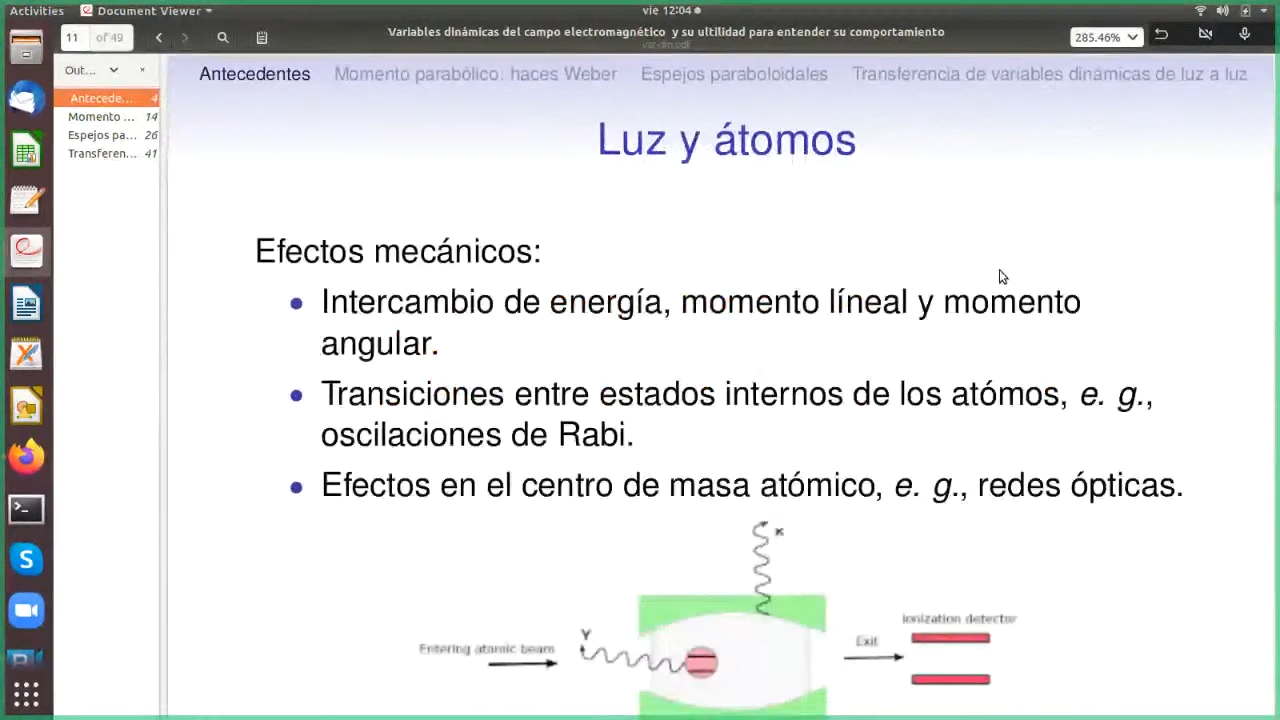 Activities Document Viewer vie 12:04
11 of 49 Variables dinámicas del campo electromagnético y su ultilidad para entender su comportamiento 285.46%
var-din.pdf
Out...
Antecede... 4
Momento ... 14
Espejos pa... 26
Transferen... 41
Antecedentes Momento parabólico: haces Weber Espejos paraboloidales Transferencia de variables dinámicas de luz a luz
Luz y átomos
Efectos mecánicos:
Intercambio de energía, momento líneal y momento
angular.
Transiciones entre estados internos de los atómos, e. g.,
oscilaciones de Rabi.
Efectos en el centro de masa atómico, e. g., redes ópticas.
κ
Ionization detector
γ
Entering atomic beam
Exit